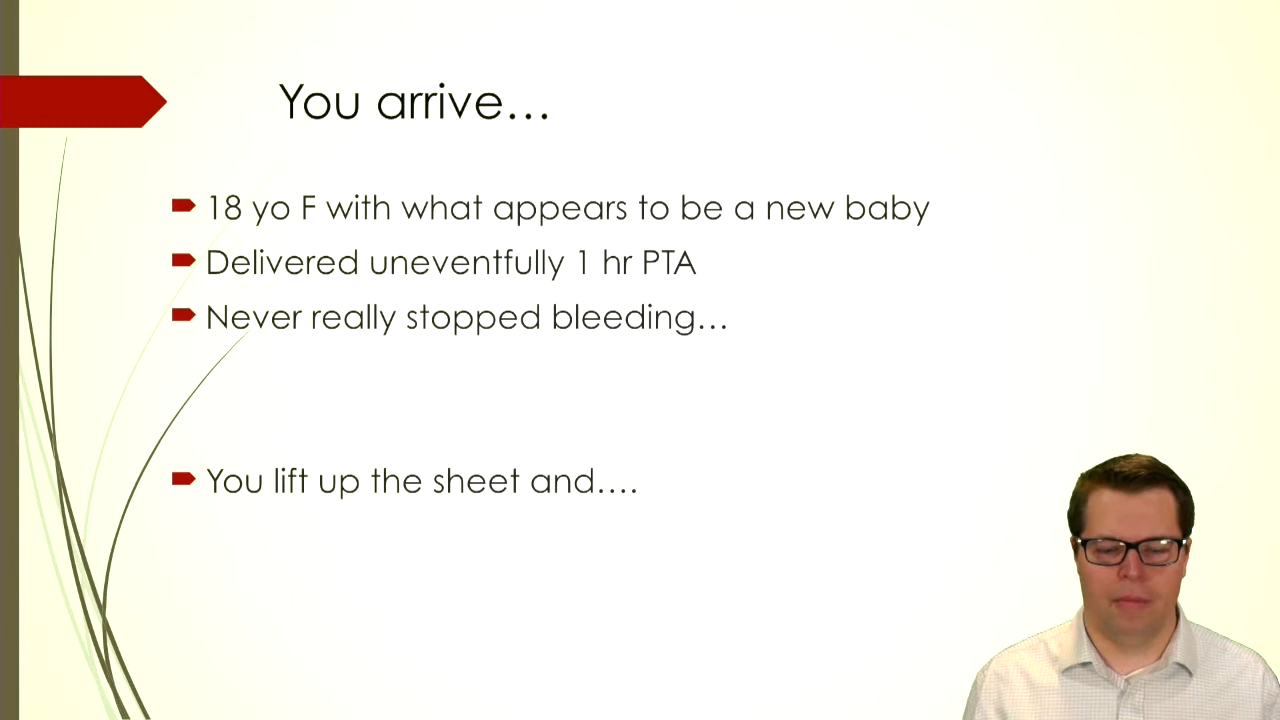 You arrive…
18 yo F with what appears to be a new baby
Delivered uneventfully 1 hr PTA
Never really stopped bleeding…
You lift up the sheet and….